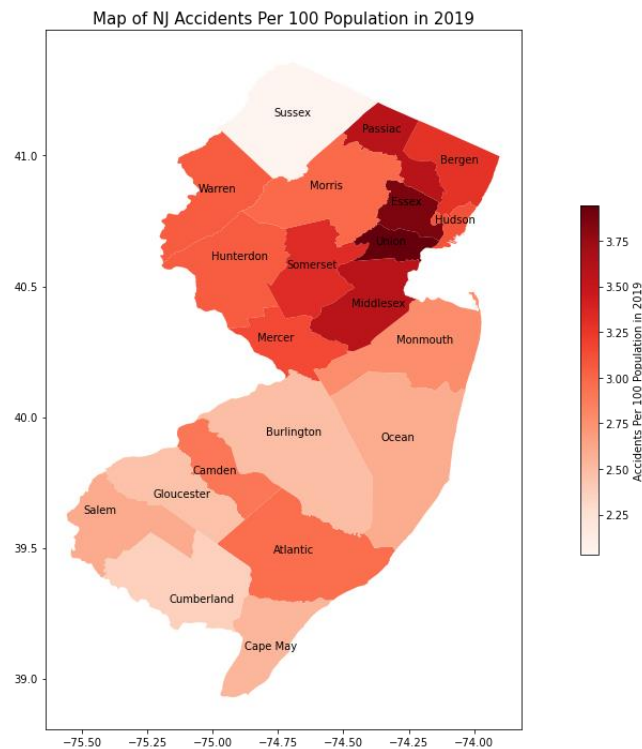 Map of NJ Accidents Per 100 Population in 2019
Sussex
Passiac
Bergen
Warren
Morris
Essex
Hudson
Union
Hunterdon
Somerset
Middlesex
Mercer
Monmouth
Burlington
Ocean
Camden
Gloucester
Salem
Atlantic
Cumberland
Cape May
41.0
40.5
40.0
39.5
39.0
−75.50
−75.25
−75.00
−74.75
−74.50
−74.25
−74.00
3.75
3.50
3.25
3.00
2.75
2.50
2.25
Accidents Per 100 Population in 2019